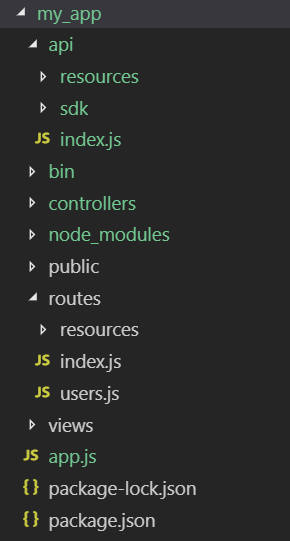 my_app
api
resources
sdk
JS index.js
bin
controllers
node_modules
public
routes
resources
JS index.js
JS users.js
views
JS app.js
{ } package-lock.json
{ } package.json